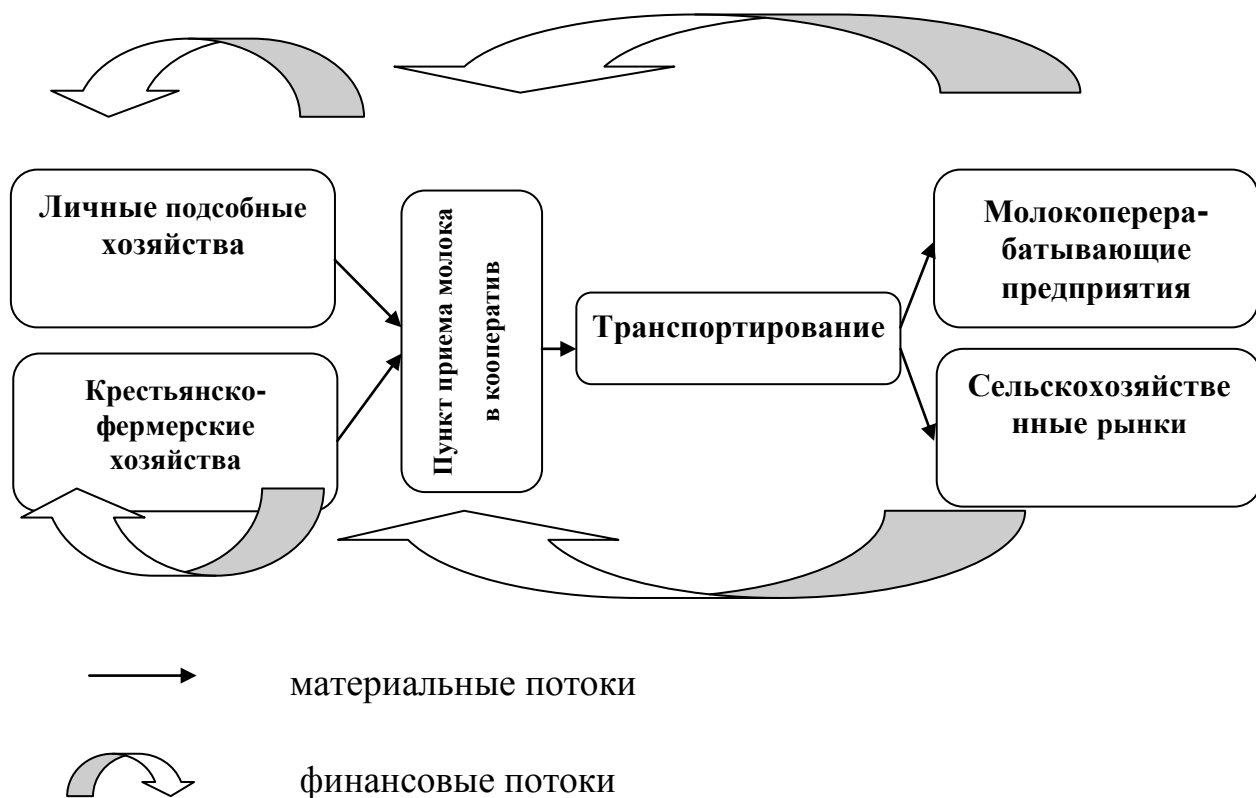 Личные подсобные
хозяйства
Крестьянско-
фермерские
хозяйства
Пункт приема молока
в кооператив
Транспортирование
Молокоперера-
батывающие
предприятия
Сельскохозяйстве
нные рынки
материальные потоки
финансовые потоки